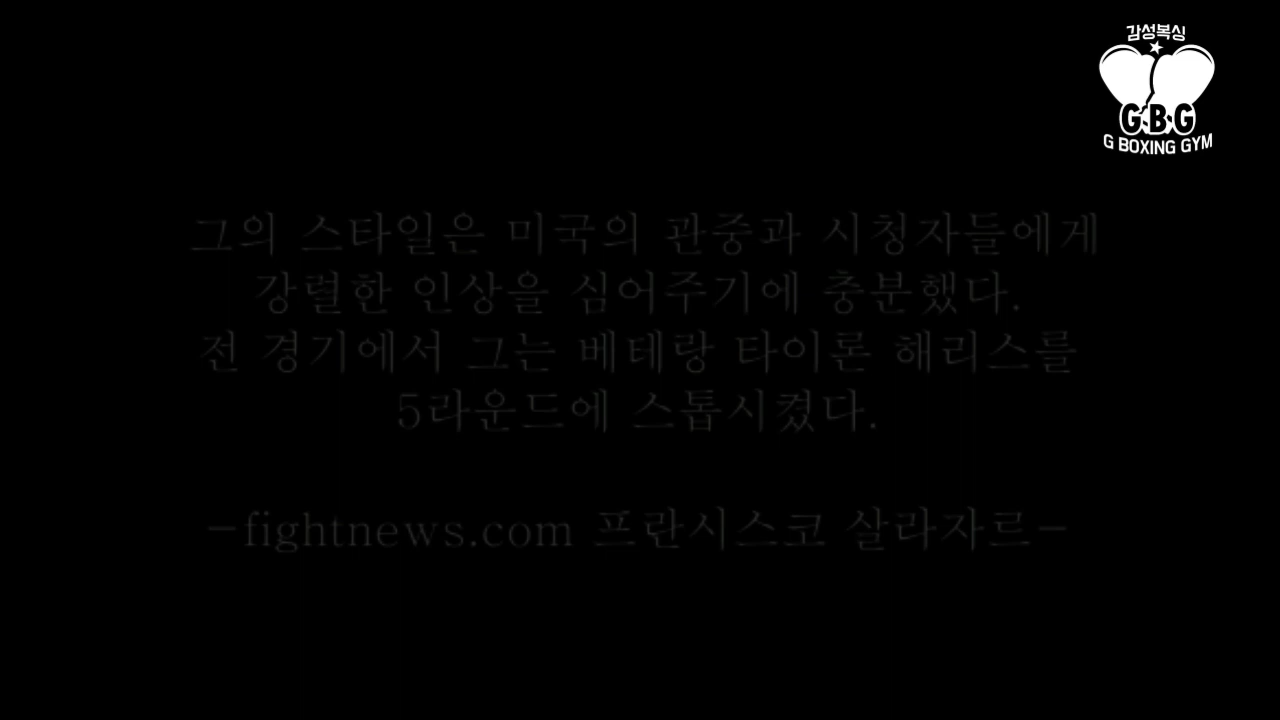 감성복싱
G·B·G
G BOXING GYM
그의 스타일은 미국의 관중과 시청자들에게
강렬한 인상을 심어주기에 충분했다.
전 경기에서 그는 베테랑 타이론 해리스를
5라운드에 스톱시켰다.
-fightnews.com 프란시스코 살라자르-